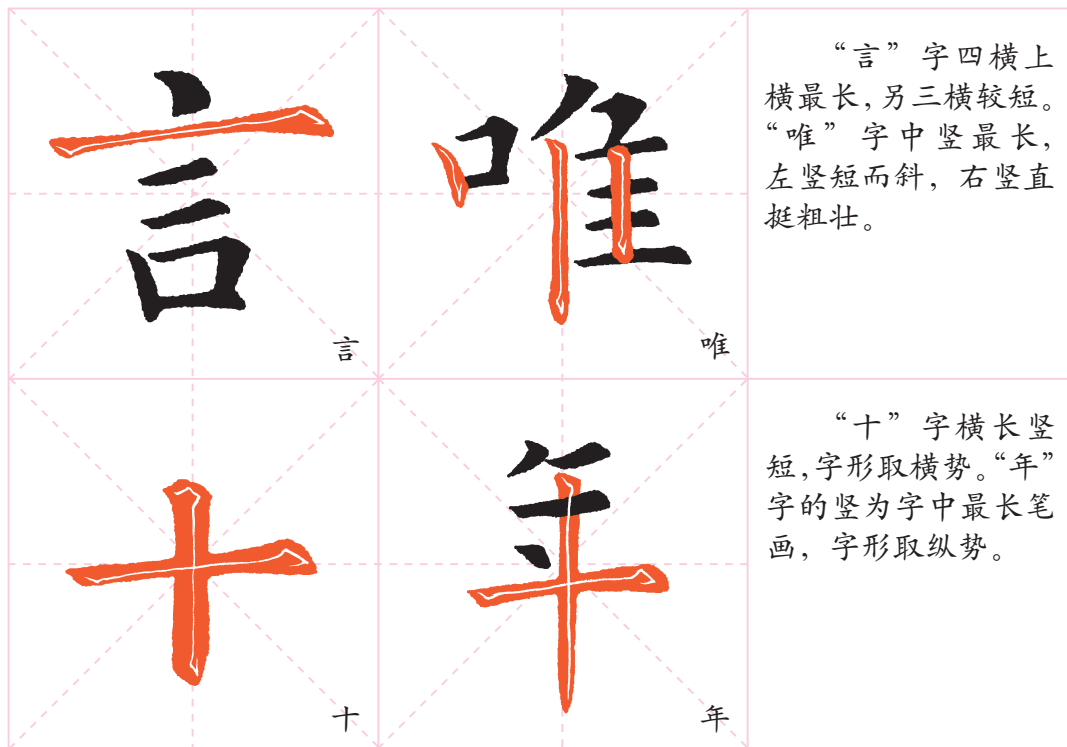 言
唯
“言”字四横上
横最长，另三横较短。
“唯”字中竖最长，
左竖短而斜，右竖直
挺粗壮。
言
唯
十
年
“十”字横长竖
短，字形取横势。“年”
字的竖为字中最长笔
画，字形取纵势。
十
年